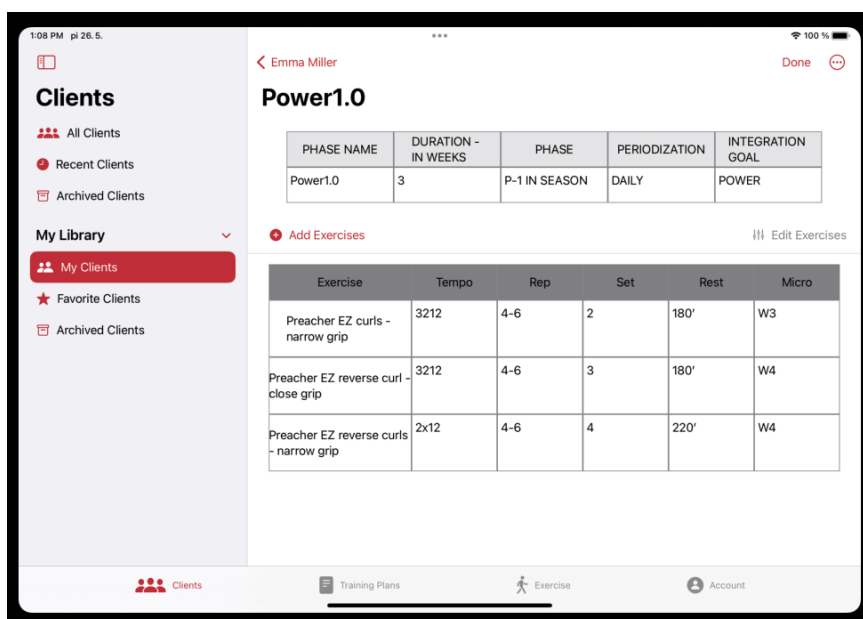 1:08 PM pi 26. 5.
100 %
Emma Miller
Done
Clients
Power1.0
All Clients
Recent Clients
Archived Clients
My Library
My Clients
Favorite Clients
Archived Clients
PHASE NAME
DURATION -
IN WEEKS
PHASE
PERIODIZATION
INTEGRATION
GOAL
Power1.0
3
P-1 IN SEASON
DAILY
POWER
Add Exercises
Edit Exercises
Exercise
Tempo
Rep
Set
Rest
Micro
Preacher EZ curls -
narrow grip
3212
4-6
2
180'
W3
Preacher EZ reverse curl -
close grip
3212
4-6
3
180'
W4
Preacher EZ reverse curls
- narrow grip
2x12
4-6
4
220'
W4
Clients
Training Plans
Exercise
Account